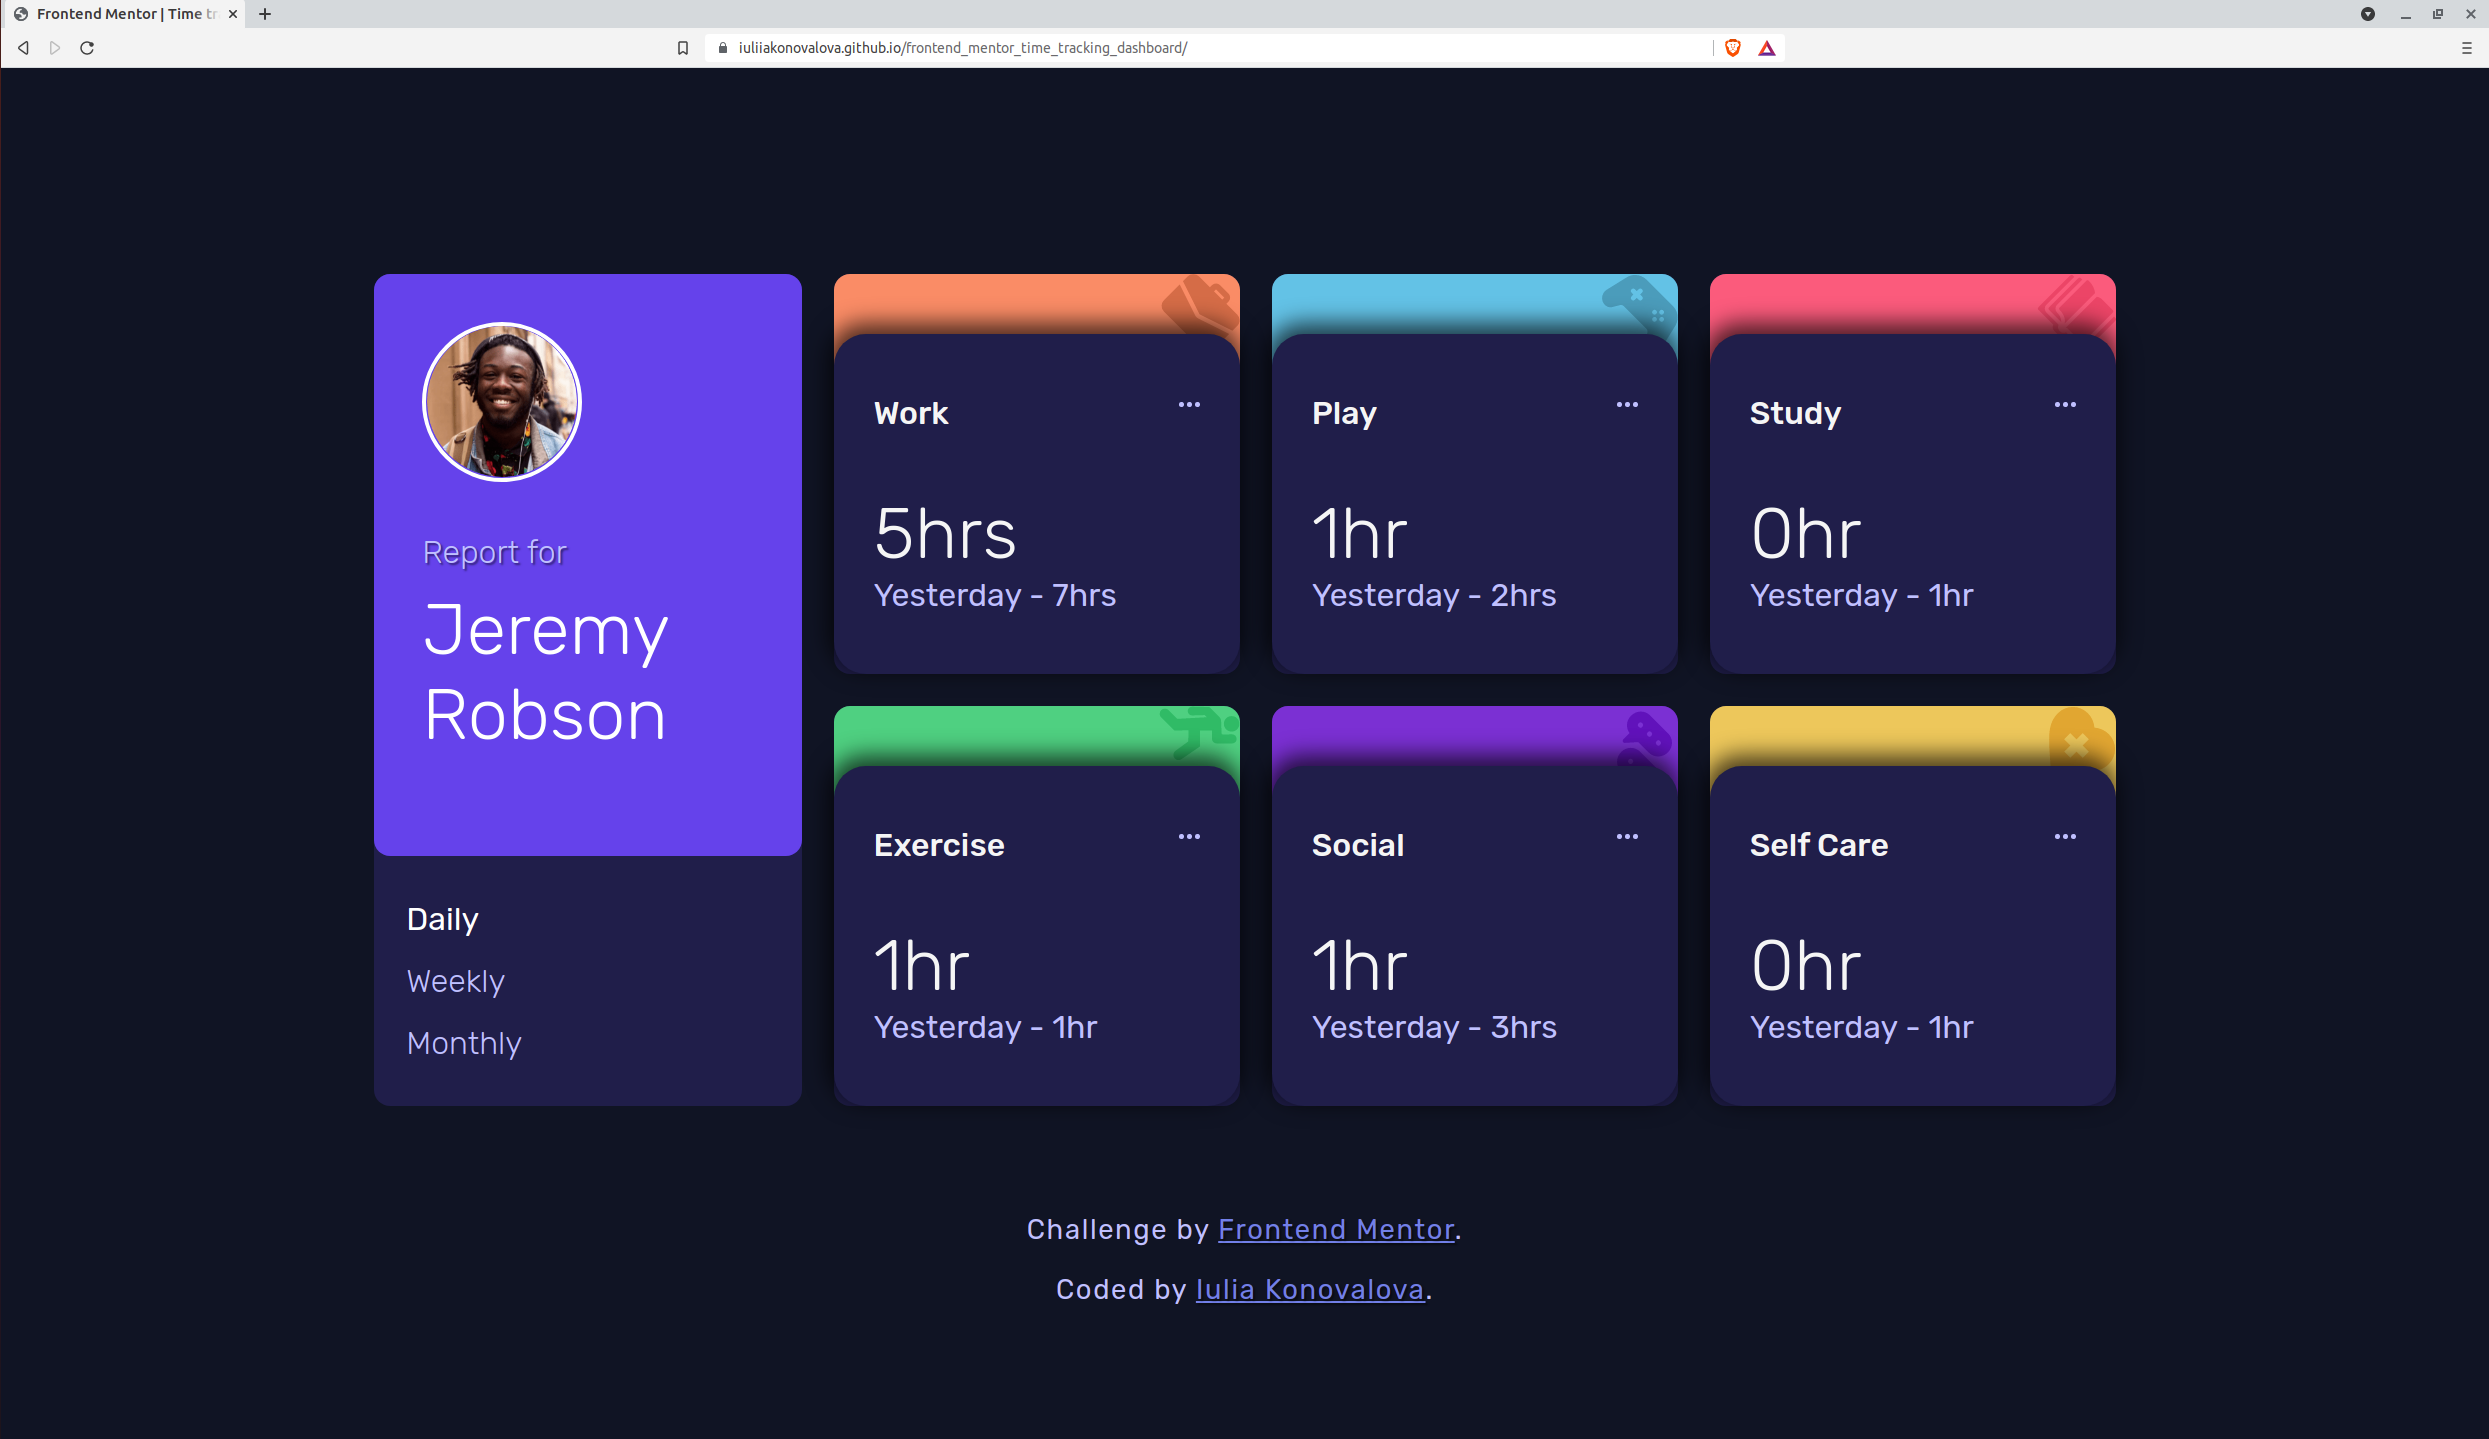 Frontend Mentor | Time tr
iuliiakonovalova.github.io/frontend_mentor_time_tracking_dashboard/
Report for
Jeremy
Robson
Daily
Weekly
Monthly
Work
5hrs
Yesterday - 7hrs
Play
1hr
Yesterday - 2hrs
Study
0hr
Yesterday - 1hr
Exercise
1hr
Yesterday - 1hr
Social
1hr
Yesterday - 3hrs
Self Care
0hr
Yesterday - 1hr
Challenge by Frontend Mentor.
Coded by Iulia Konovalova.